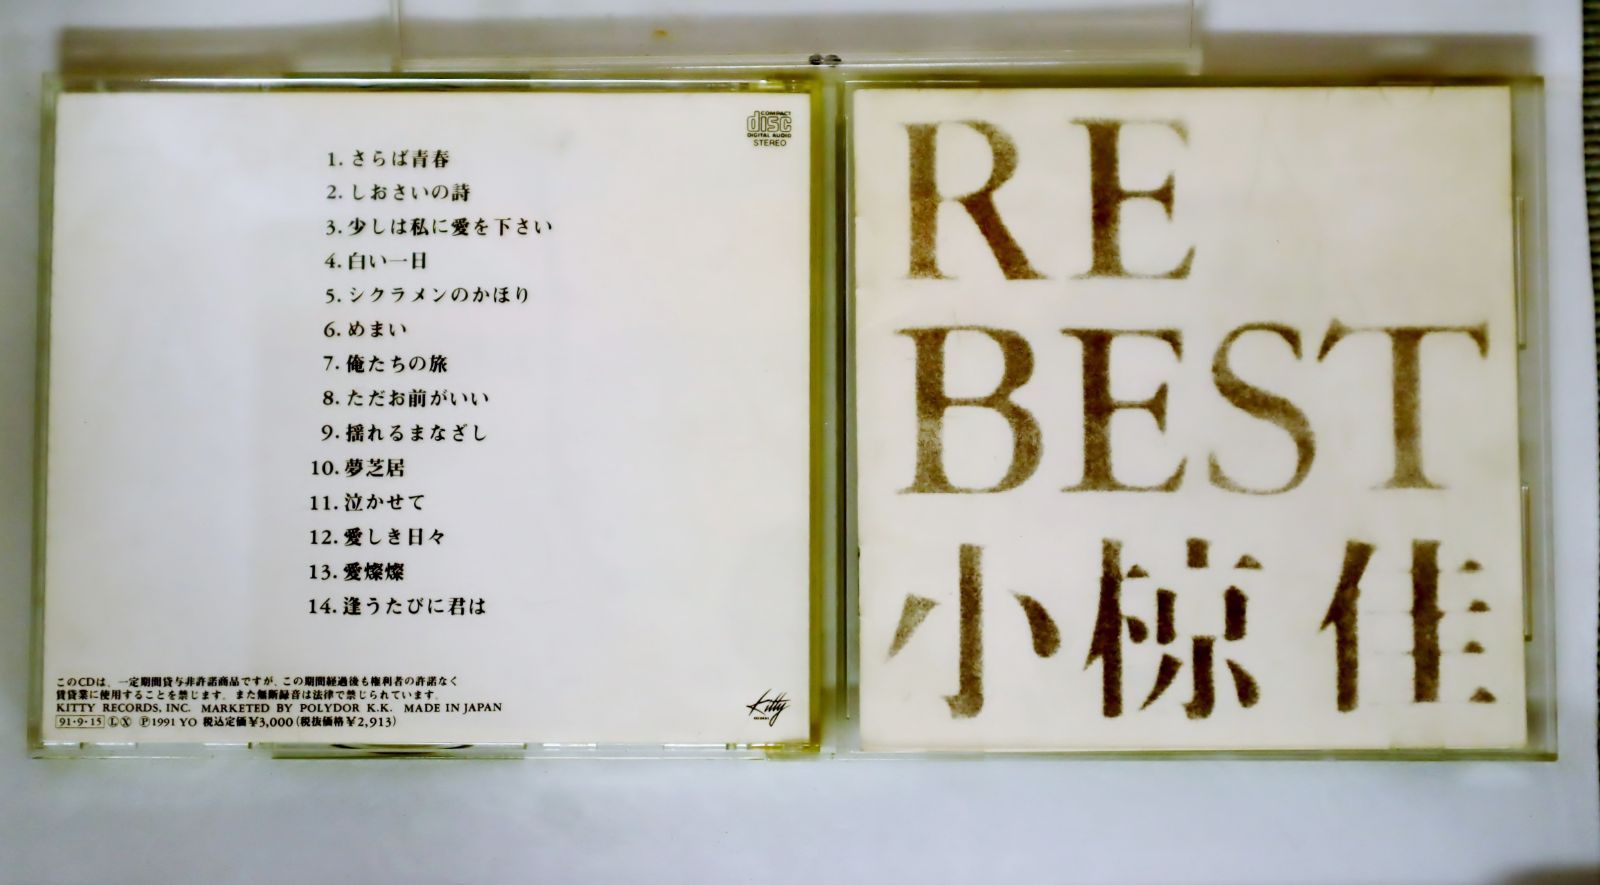 COMPACT
disc
DIGITAL AUDIO
STEREO
1. さらば青春
2. しおさいの詩
3. 少しは私に愛を下さい
4. 白い一日
5. シクラメンのかほり
6. めまい
7. 俺たちの旅
8. ただお前がいい
9. 揺れるまなざし
10. 夢芝居
11. 泣かせて
12. 愛しき日々
13. 愛燦燦
14. 逢うたびに君は
このCDは、一定期間貸与非許諾商品ですが、この期間経過後も権利者の許諾なく
賃貸業に使用することを禁じます。また無断録音は法律で禁じられています。
KITTY RECORDS, INC. MARKETED BY POLYDOR K.K. MADE IN JAPAN
91・9・15 Ⓛ Ⓧ Ⓟ1991 YO 税込定価¥3,000(税抜価格¥2,913)
Kitty
RECORDS
RE
BEST
小椋佳